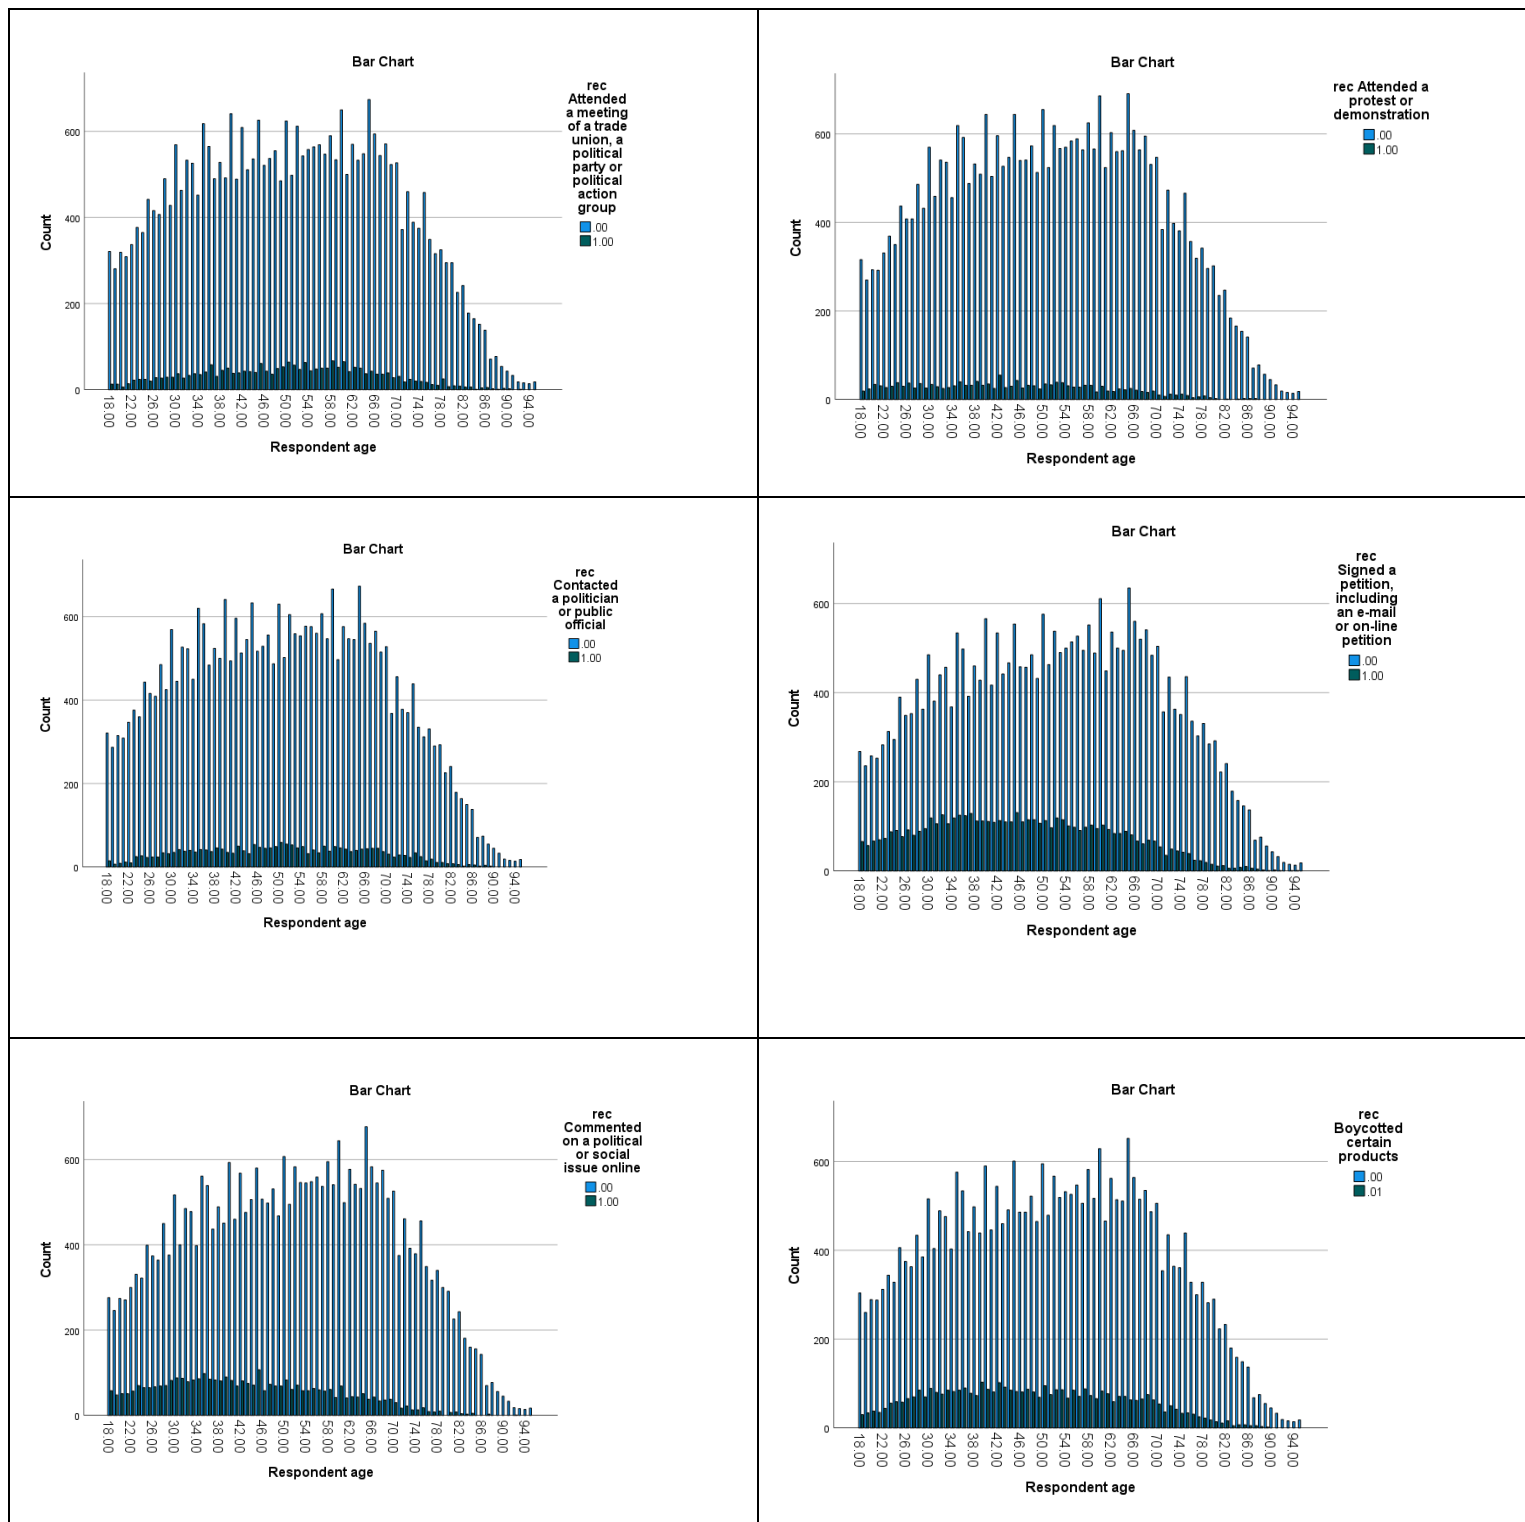 Bar Chart
rec
Attended
a meeting
of a trade
union, a
political
party or
political
action
group
.00
1.00
Count
600
400
200
0
18.00 22.00 26.00 30.00 34.00 38.00 42.00 46.00 50.00 54.00 58.00 62.00 66.00 70.00 74.00 78.00 82.00 86.00 90.00 94.00
Respondent age
Bar Chart
rec Attended a
protest or
demonstration
.00
1.00
Count
600
400
200
0
18.00 22.00 26.00 30.00 34.00 38.00 42.00 46.00 50.00 54.00 58.00 62.00 66.00 70.00 74.00 78.00 82.00 86.00 90.00 94.00
Respondent age
Bar Chart
rec
Contacted
a politician
or public
official
.00
1.00
Count
600
400
200
0
18.00 22.00 26.00 30.00 34.00 38.00 42.00 46.00 50.00 54.00 58.00 62.00 66.00 70.00 74.00 78.00 82.00 86.00 90.00 94.00
Respondent age
Bar Chart
rec
Signed a
petition,
including
an e-mail
or on-line
petition
.00
1.00
Count
600
400
200
0
18.00 22.00 26.00 30.00 34.00 38.00 42.00 46.00 50.00 54.00 58.00 62.00 66.00 70.00 74.00 78.00 82.00 86.00 90.00 94.00
Respondent age
Bar Chart
rec
Commented
on a political
or social
issue online
.00
1.00
Count
600
400
200
0
18.00 22.00 26.00 30.00 34.00 38.00 42.00 46.00 50.00 54.00 58.00 62.00 66.00 70.00 74.00 78.00 82.00 86.00 90.00 94.00
Respondent age
Bar Chart
rec
Boycotted
certain
products
.00
.01
Count
600
400
200
0
18.00 22.00 26.00 30.00 34.00 38.00 42.00 46.00 50.00 54.00 58.00 62.00 66.00 70.00 74.00 78.00 82.00 86.00 90.00 94.00
Respondent age